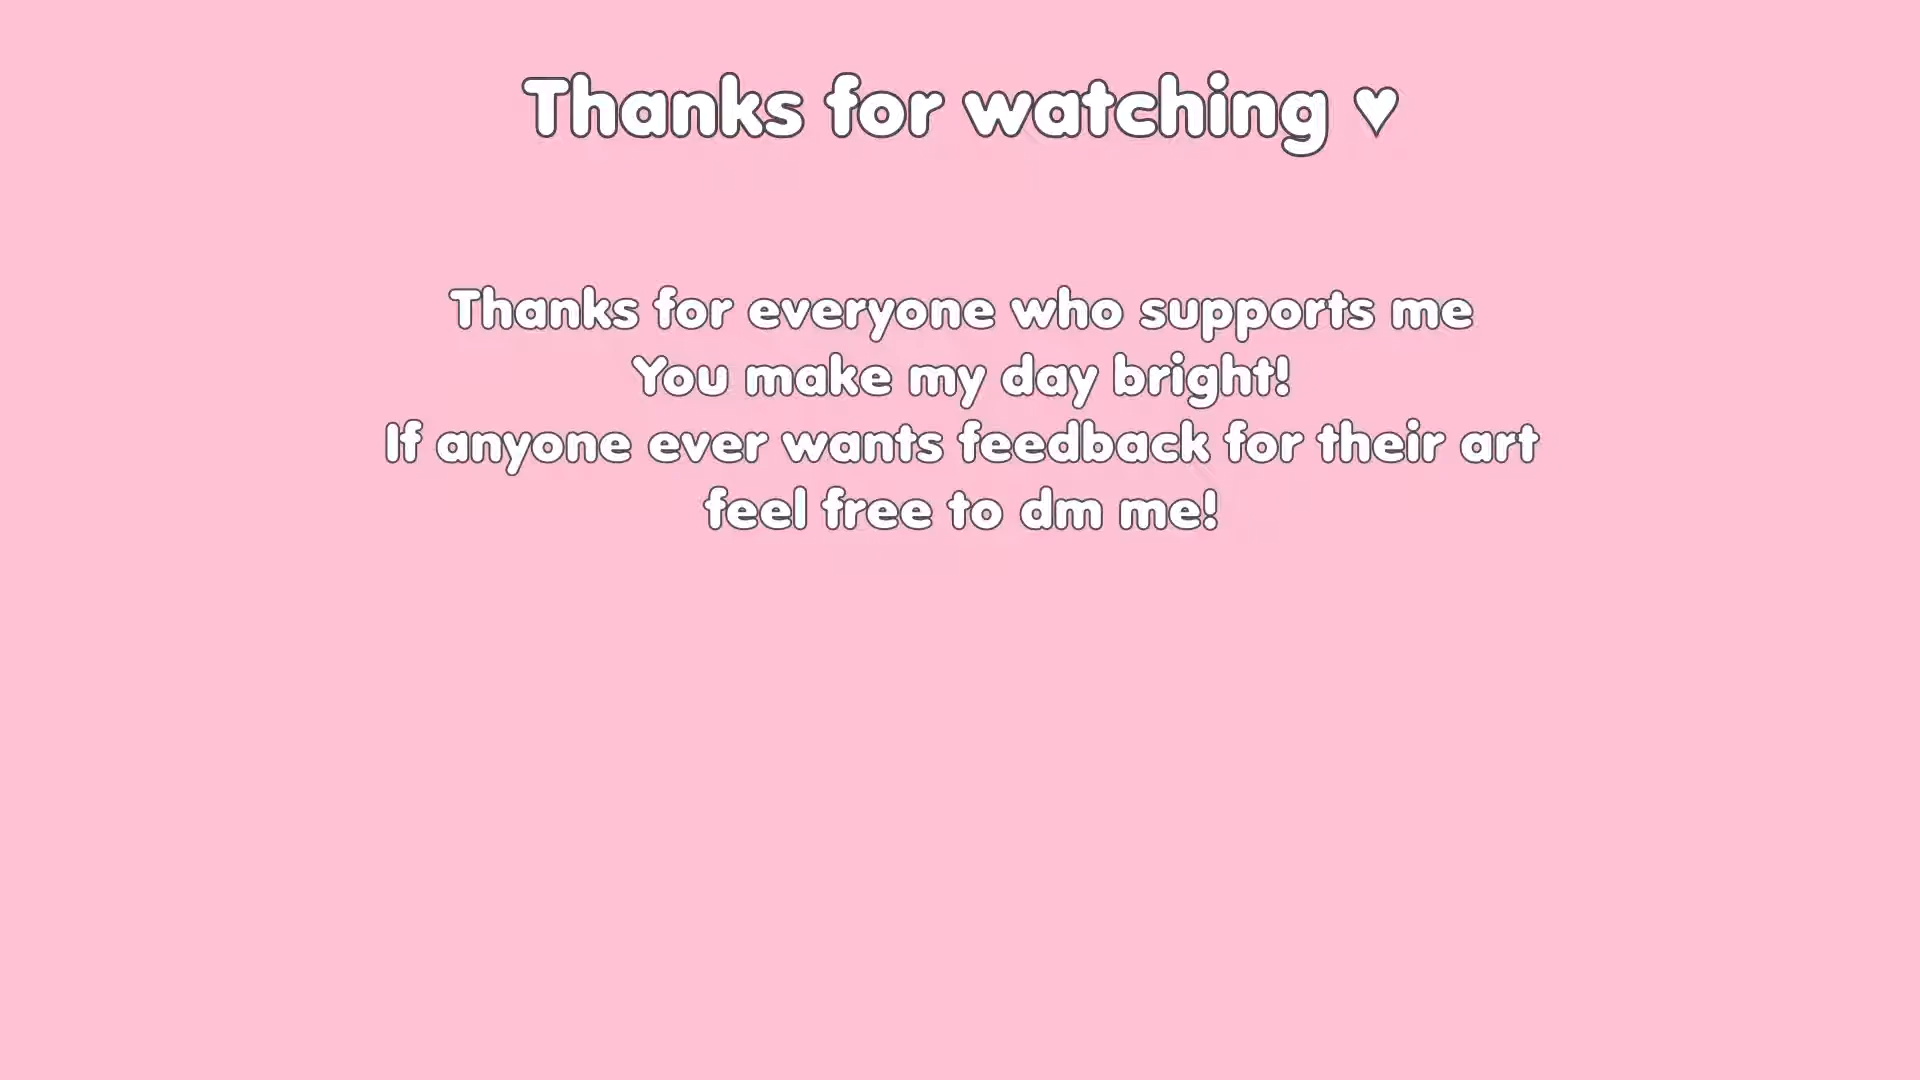 Thanks for watching ♥
Thanks for everyone who supports me
You make my day bright!
If anyone ever wants feedback for their art
feel free to dm me!